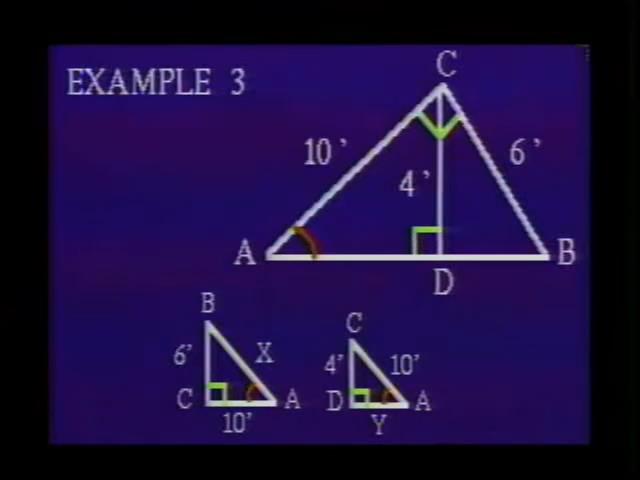 EXAMPLE 3
C
10' 6'
4'
A B
D
B C
6' X 4' 10'
C A D A
10' Y